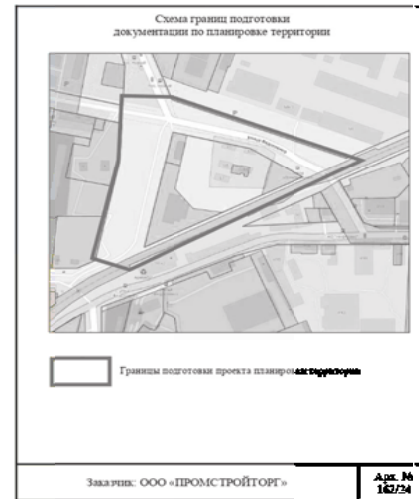 Схема границ подготовки
документации по планировке территории
Границы подготовки проекта планировки территории
Заказчик: ООО «ПРОМСТРОЙТОРГ»
Арх. №
162/24